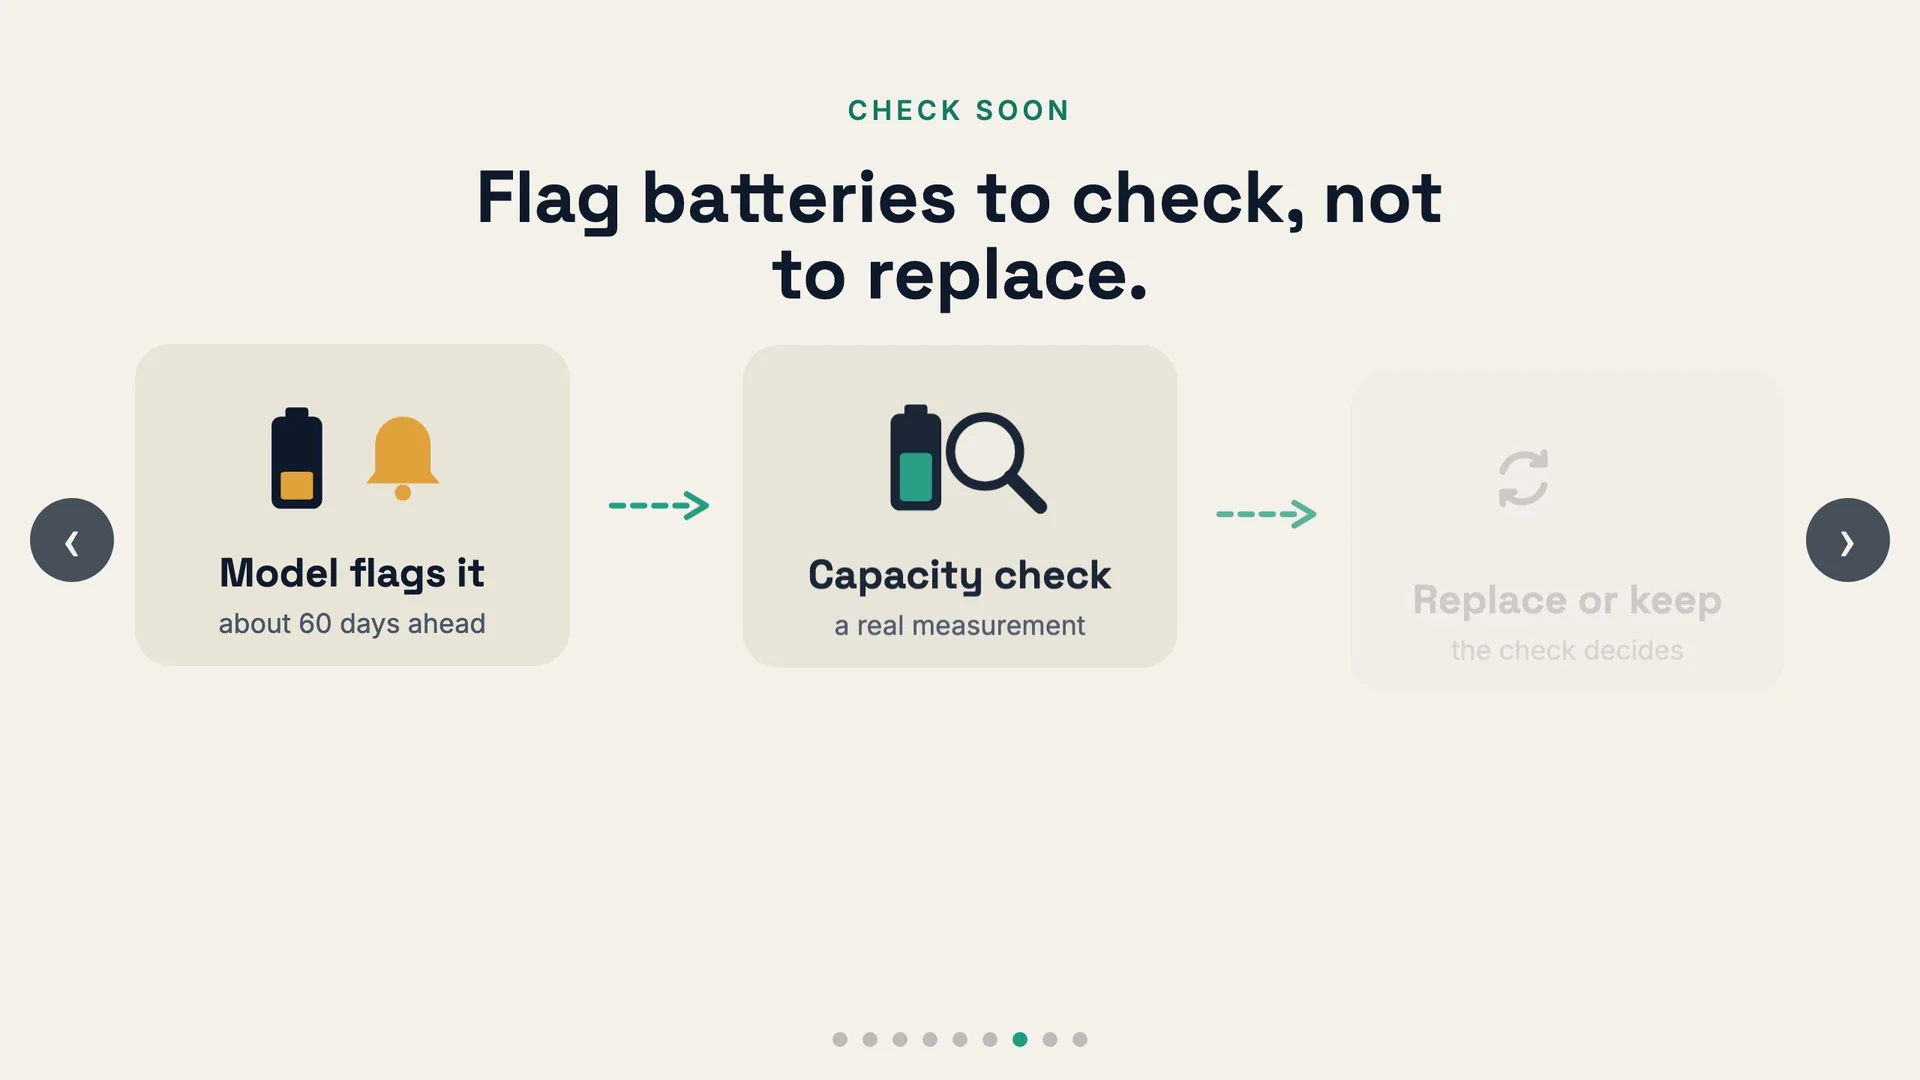 CHECK SOON
Flag batteries to check, not
to replace.
Model flags it
about 60 days ahead
Capacity check
a real measurement
Replace or keep
the check decides